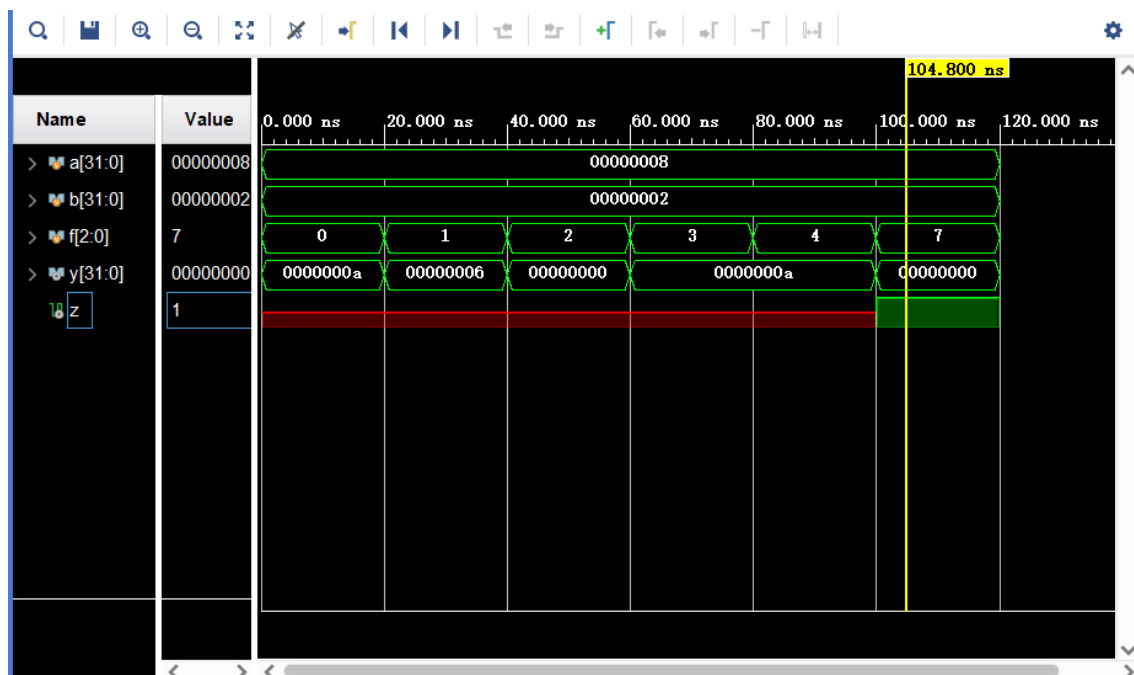 104.800 ns
Name Value 0.000 ns 20.000 ns 40.000 ns 60.000 ns 80.000 ns 100.000 ns 120.000 ns
a[31:0] 00000008 00000008
b[31:0] 00000002 00000002
f[2:0] 7 0 1 2 3 4 7
y[31:0] 00000000 0000000a 00000006 00000000 0000000a 00000000
z 1